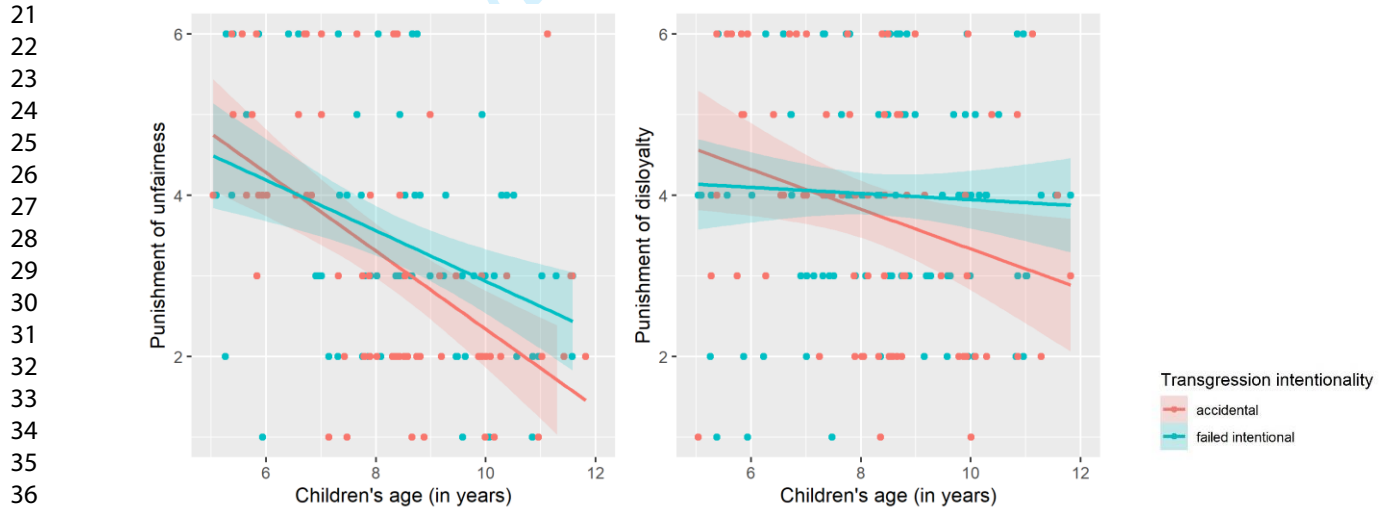 21
22
23
24
25
26
27
28
29
30
31
32
33
34
35
36
Punishment of unfairness
6
4
2
6 8 10 12
Children's age (in years)
Punishment of disloyalty
6
4
2
6 8 10 12
Children's age (in years)
Transgression intentionality
accidental
failed intentional